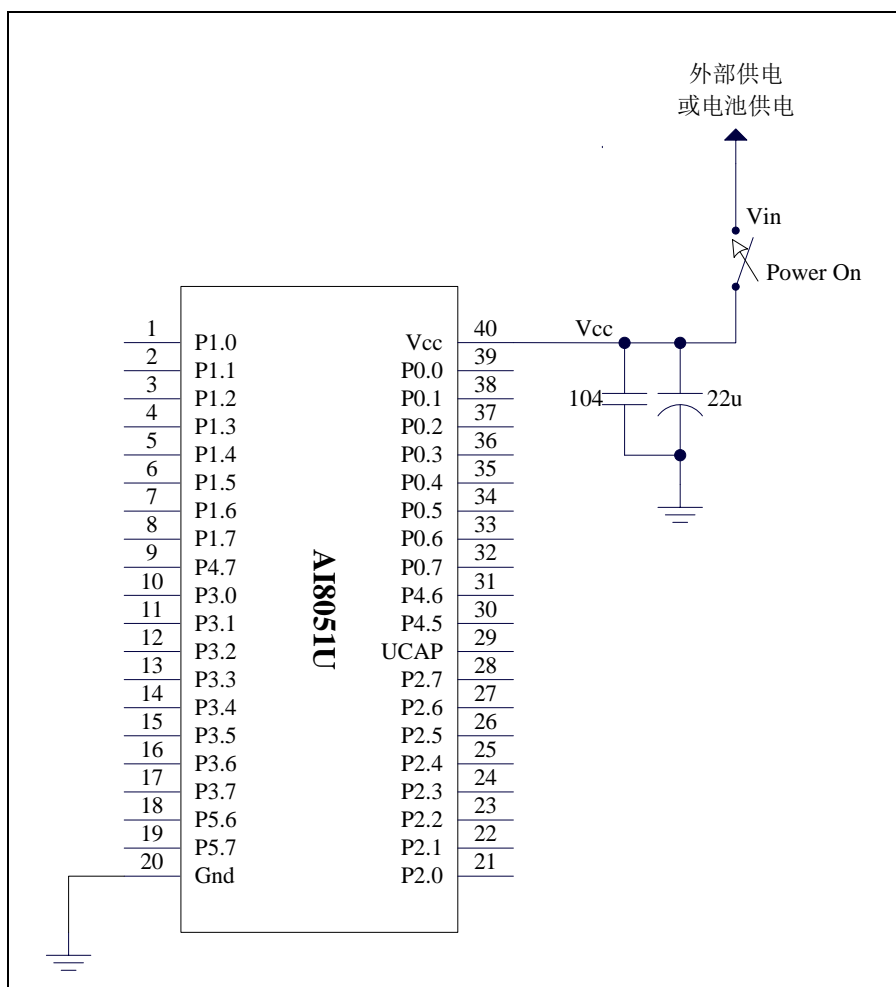 外部供电
或电池供电
Vin
Power On
Vcc
104
22u
AI8051U
1 P1.0
2 P1.1
3 P1.2
4 P1.3
5 P1.4
6 P1.5
7 P1.6
8 P1.7
9 P4.7
10 P3.0
11 P3.1
12 P3.2
13 P3.3
14 P3.4
15 P3.5
16 P3.6
17 P3.7
18 P5.6
19 P5.7
20 Gnd
Vcc 40
P0.0 39
P0.1 38
P0.2 37
P0.3 36
P0.4 35
P0.5 34
P0.6 33
P0.7 32
P4.6 31
P4.5 30
UCAP 29
P2.7 28
P2.6 27
P2.5 26
P2.4 25
P2.3 24
P2.2 23
P2.1 22
P2.0 21